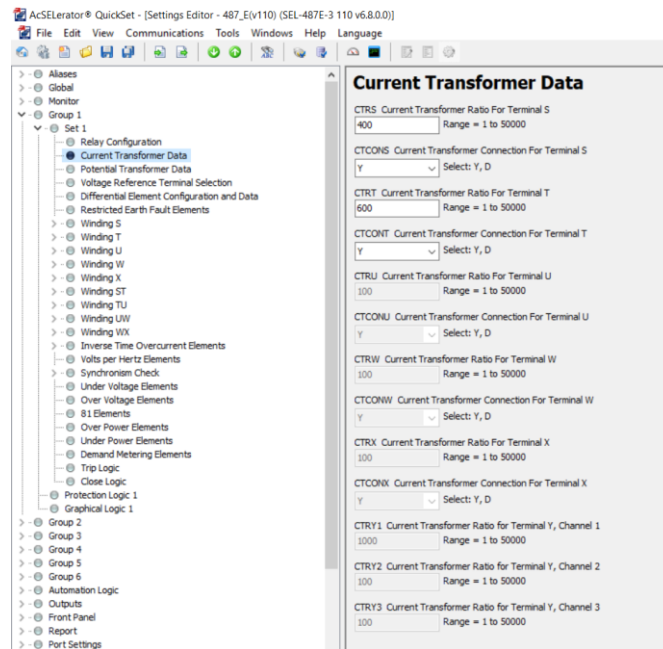 AcSELerator® QuickSet - [Settings Editor - 487_E(v110) (SEL-487E-3 110 v6.8.0.0)]
File Edit View Communications Tools Windows Help Language
Aliases
Global
Monitor
Group 1
Set 1
Relay Configuration
Current Transformer Data
Potential Transformer Data
Voltage Reference Terminal Selection
Differential Element Configuration and Data
Restricted Earth Fault Elements
Winding S
Winding T
Winding U
Winding W
Winding X
Winding ST
Winding TU
Winding UW
Winding WX
Inverse Time Overcurrent Elements
Volts per Hertz Elements
Synchronism Check
Under Voltage Elements
Over Voltage Elements
81 Elements
Over Power Elements
Under Power Elements
Demand Metering Elements
Trip Logic
Close Logic
Protection Logic 1
Graphical Logic 1
Group 2
Group 3
Group 4
Group 5
Group 6
Automation Logic
Outputs
Front Panel
Report
Port Settings
Current Transformer Data
CTRS Current Transformer Ratio For Terminal S
400 Range = 1 to 50000
CTCONS Current Transformer Connection For Terminal S
Y Select: Y, D
CTRT Current Transformer Ratio For Terminal T
600 Range = 1 to 50000
CTCONT Current Transformer Connection For Terminal T
Y Select: Y, D
CTRU Current Transformer Ratio For Terminal U
100 Range = 1 to 50000
CTCONU Current Transformer Connection For Terminal U
Y Select: Y, D
CTRW Current Transformer Ratio For Terminal W
100 Range = 1 to 50000
CTCONW Current Transformer Connection For Terminal W
Y Select: Y, D
CTRX Current Transformer Ratio For Terminal X
100 Range = 1 to 50000
CTCONX Current Transformer Connection For Terminal X
Y Select: Y, D
CTRY1 Current Transformer Ratio for Terminal Y, Channel 1
1000 Range = 1 to 50000
CTRY2 Current Transformer Ratio for Terminal Y, Channel 2
100 Range = 1 to 50000
CTRY3 Current Transformer Ratio for Terminal Y, Channel 3
100 Range = 1 to 50000